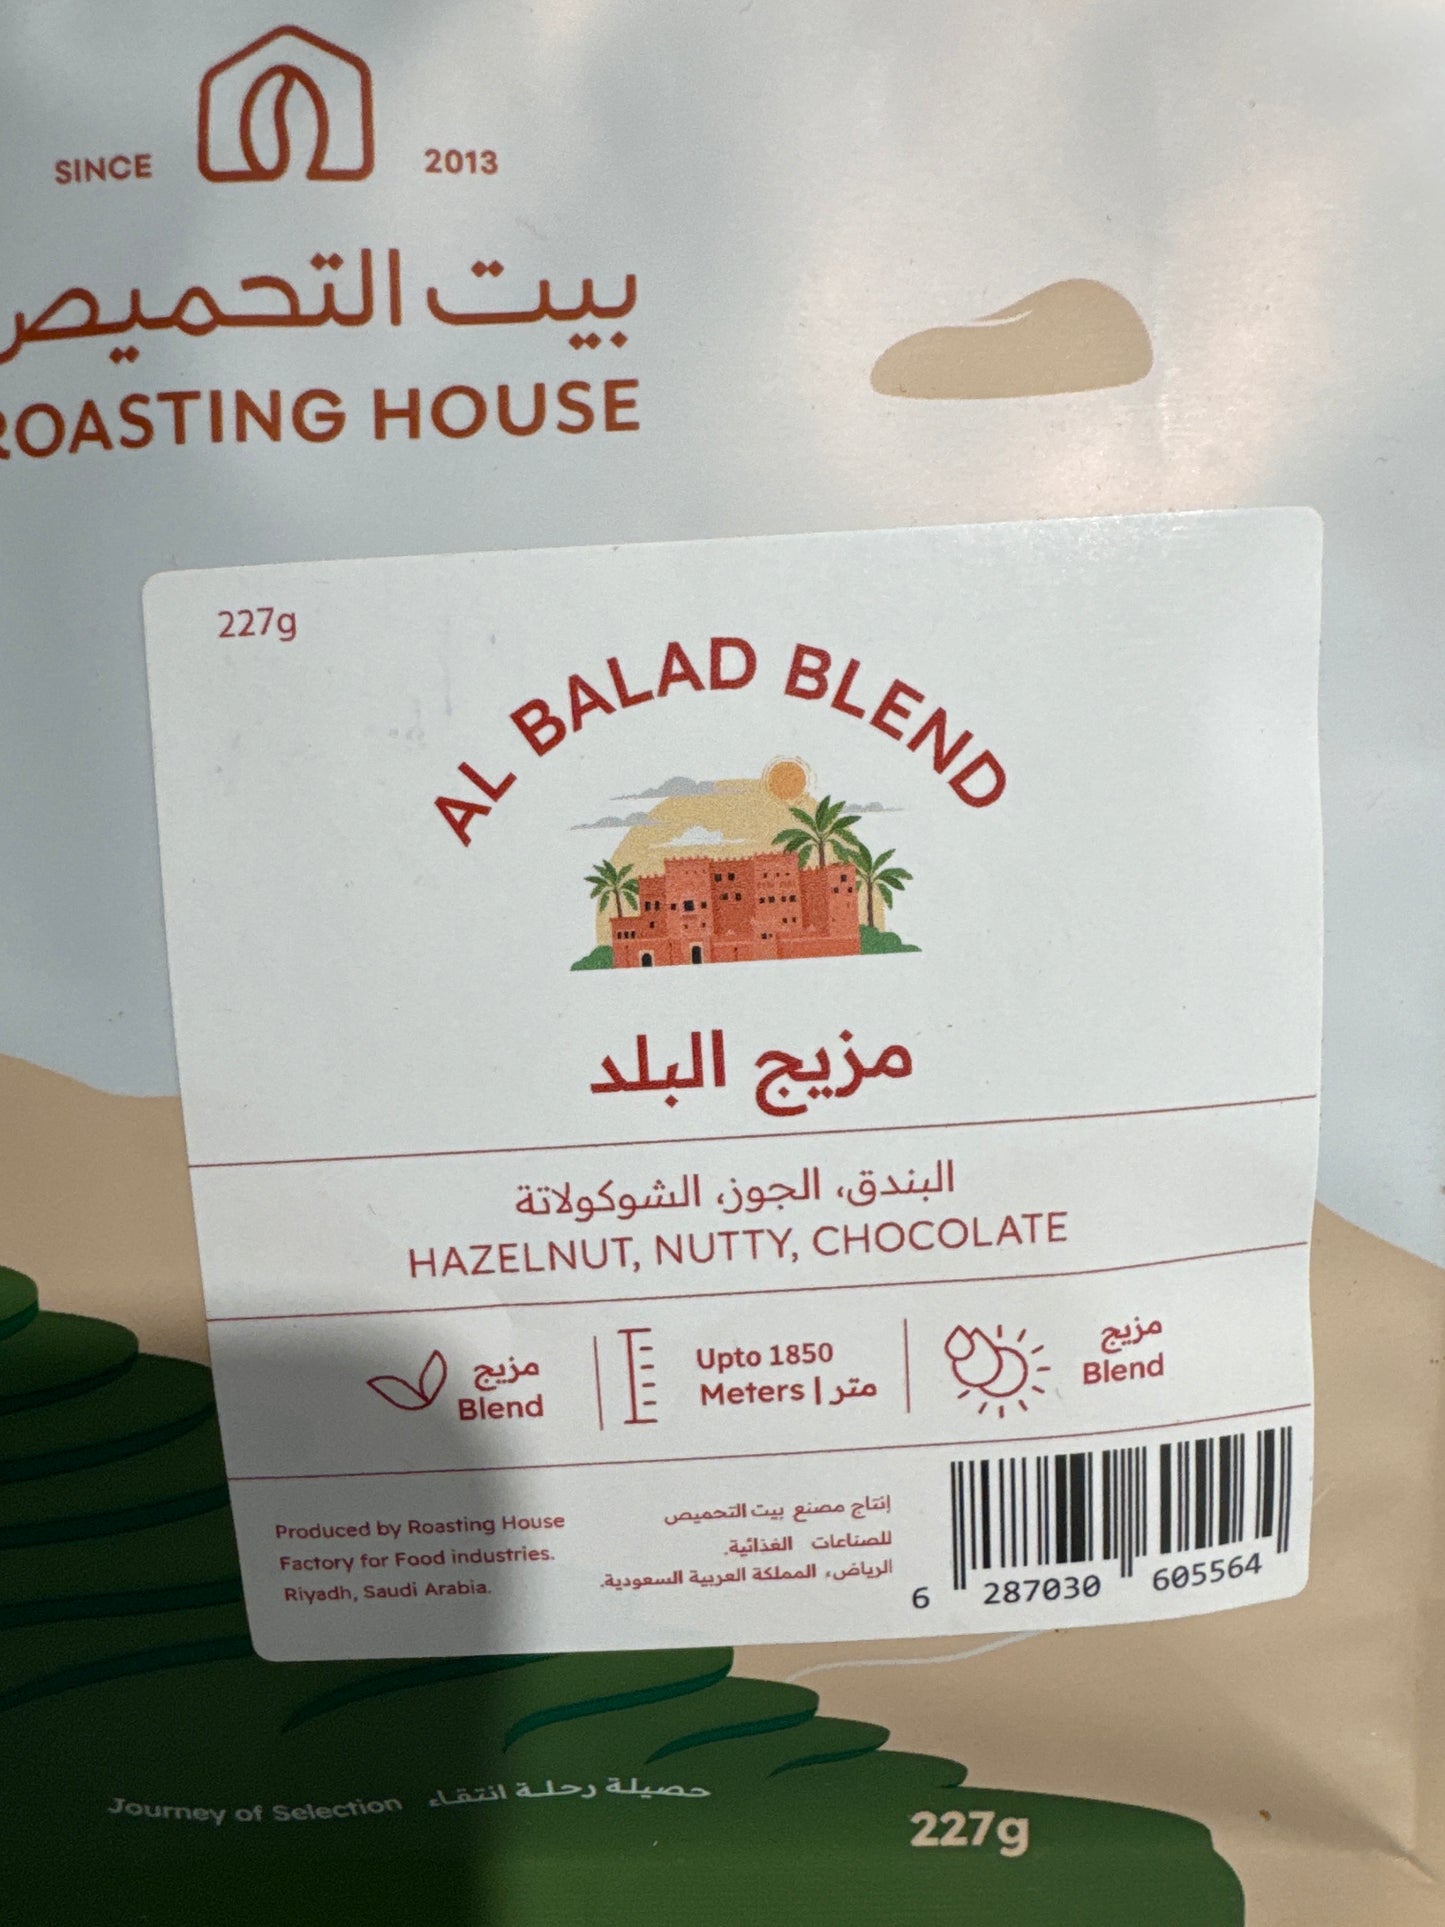 SINCE 2013
بيت التحميص
ROASTING HOUSE
227g
AL BALAD BLEND
مزيج البلد
البندق، الجوز، الشوكولاتة
HAZELNUT, NUTTY, CHOCOLATE
مزيج
Blend
Upto 1850
Meters | متر
مزيج
Blend
Produced by Roasting House
Factory for Food industries.
Riyadh, Saudi Arabia.
إنتاج مصنع بيت التحميص
للصناعات الغذائية.
الرياض، المملكة العربية السعودية.
6 287030 605564
Journey of Selection حصيلة رحلة انتقاء
227g